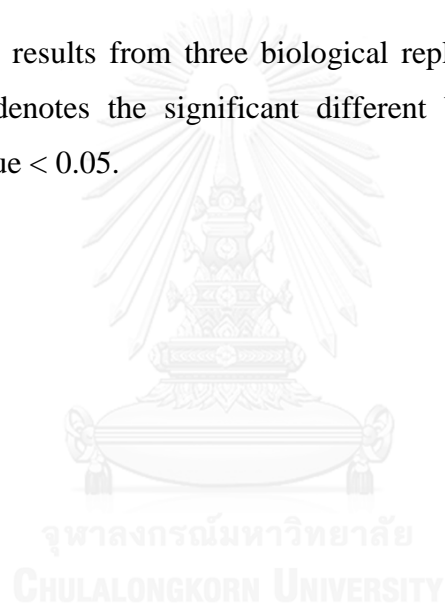 results from three biological repl
denotes the significant different
ue < 0.05.
จุฬาลงกรณ์มหาวิทยาลัย
CHULALONGKORN UNIVERSITY